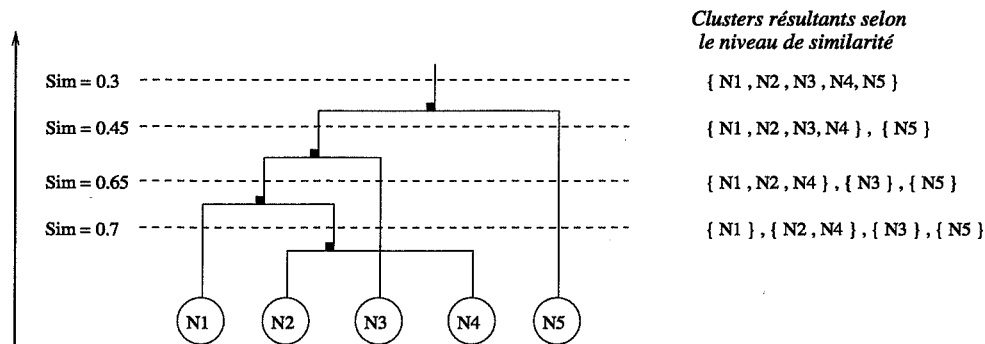 Clusters résultants selon
le niveau de similarité
Sim = 0.3 { N1 , N2 , N3 , N4, N5 }
Sim = 0.45 { N1 , N2 , N3, N4 } , { N5 }
Sim = 0.65 { N1 , N2 , N4 } , { N3 } , { N5 }
Sim = 0.7 { N1 } , { N2 , N4 } , { N3 } , { N5 }
N1 N2 N3 N4 N5